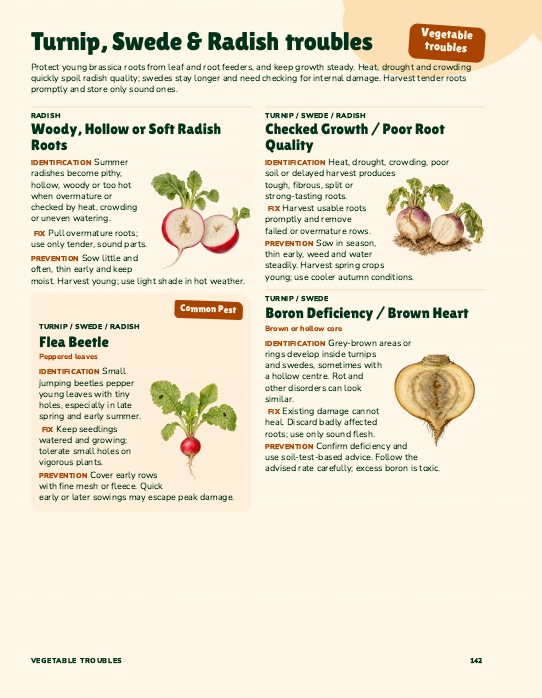 Turnip, Swede & Radish troubles
Vegetable
troubles
Protect young brassica roots from leaf and root feeders, and keep growth steady. Heat, drought and crowding
quickly spoil radish quality; swedes stay longer and need checking for internal damage. Harvest tender roots
promptly and store only sound ones.
RADISH
Woody, Hollow or Soft Radish
Roots
IDENTIFICATION Summer
radishes become pithy,
hollow, woody or too hot
when overmature or
checked by heat, crowding
or uneven watering.
FIX Pull overmature roots;
use only tender, sound parts.
PREVENTION Sow little and
often, thin early and keep
moist. Harvest young; use light shade in hot weather.
Common Pest
TURNIP / SWEDE / RADISH
Flea Beetle
Peppered leaves
IDENTIFICATION Small
jumping beetles pepper
young leaves with tiny
holes, especially in late
spring and early summer.
FIX Keep seedlings
watered and growing;
tolerate small holes on
vigorous plants.
PREVENTION Cover early rows
with fine mesh or fleece. Quick
early or later sowings may escape peak damage.
TURNIP / SWEDE / RADISH
Checked Growth / Poor Root
Quality
IDENTIFICATION Heat, drought, crowding, poor
soil or delayed harvest produces
tough, fibrous, split or
strong-tasting roots.
FIX Harvest usable roots
promptly and remove
failed or overmature rows.
PREVENTION Sow in season,
thin early, weed and water
steadily. Harvest spring crops
young; use cooler autumn conditions.
TURNIP / SWEDE
Boron Deficiency / Brown Heart
Brown or hollow core
IDENTIFICATION Grey-brown areas or
rings develop inside turnips
and swedes, sometimes with
a hollow centre. Rot and
other disorders can look
similar.
FIX Existing damage cannot
heal. Discard badly affected
roots; use only sound flesh.
PREVENTION Confirm deficiency and
use soil-test-based advice. Follow the
advised rate carefully; excess boron is toxic.
VEGETABLE TROUBLES
142